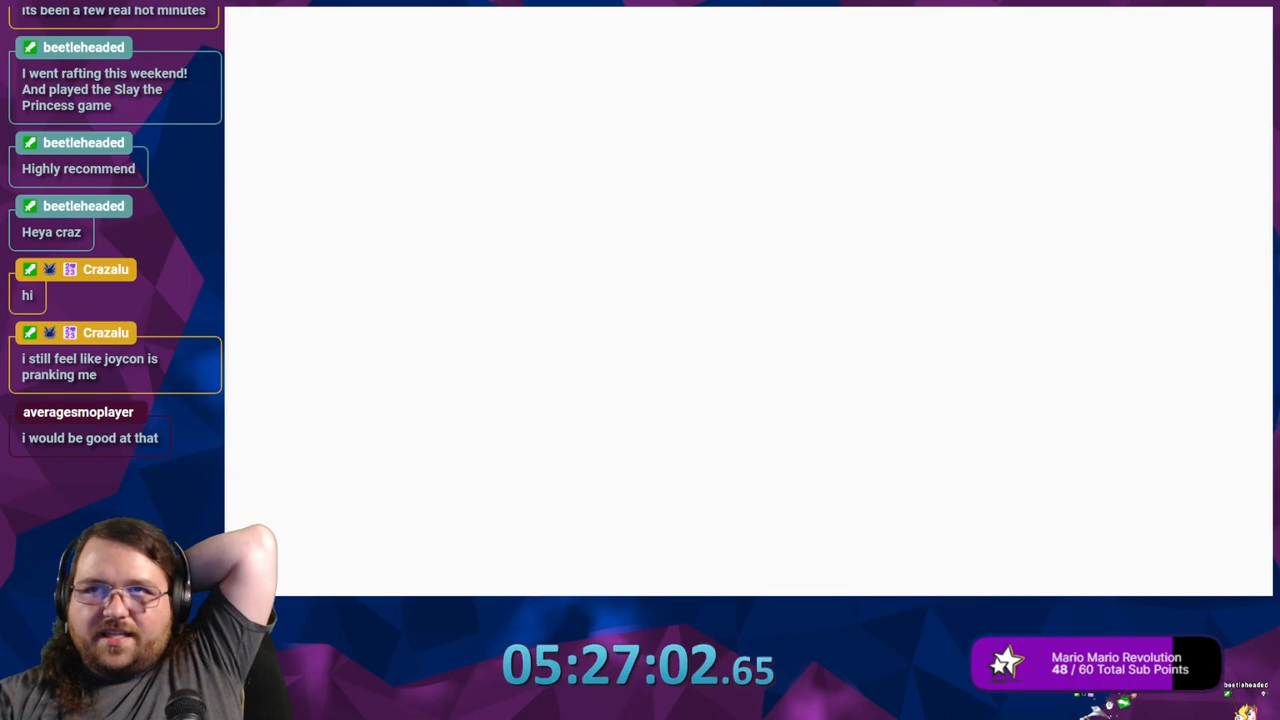 its been a few real hot minutes
beetleheaded
I went rafting this weekend!
And played the Slay the
Princess game
beetleheaded
Highly recommend
beetleheaded
Heya craz
Crazalu
hi
Crazalu
i still feel like joycon is
pranking me
averagesmoplayer
i would be good at that
05:27:02.65
Mario Mario Revolution
48 / 60 Total Sub Points
beetleheaded